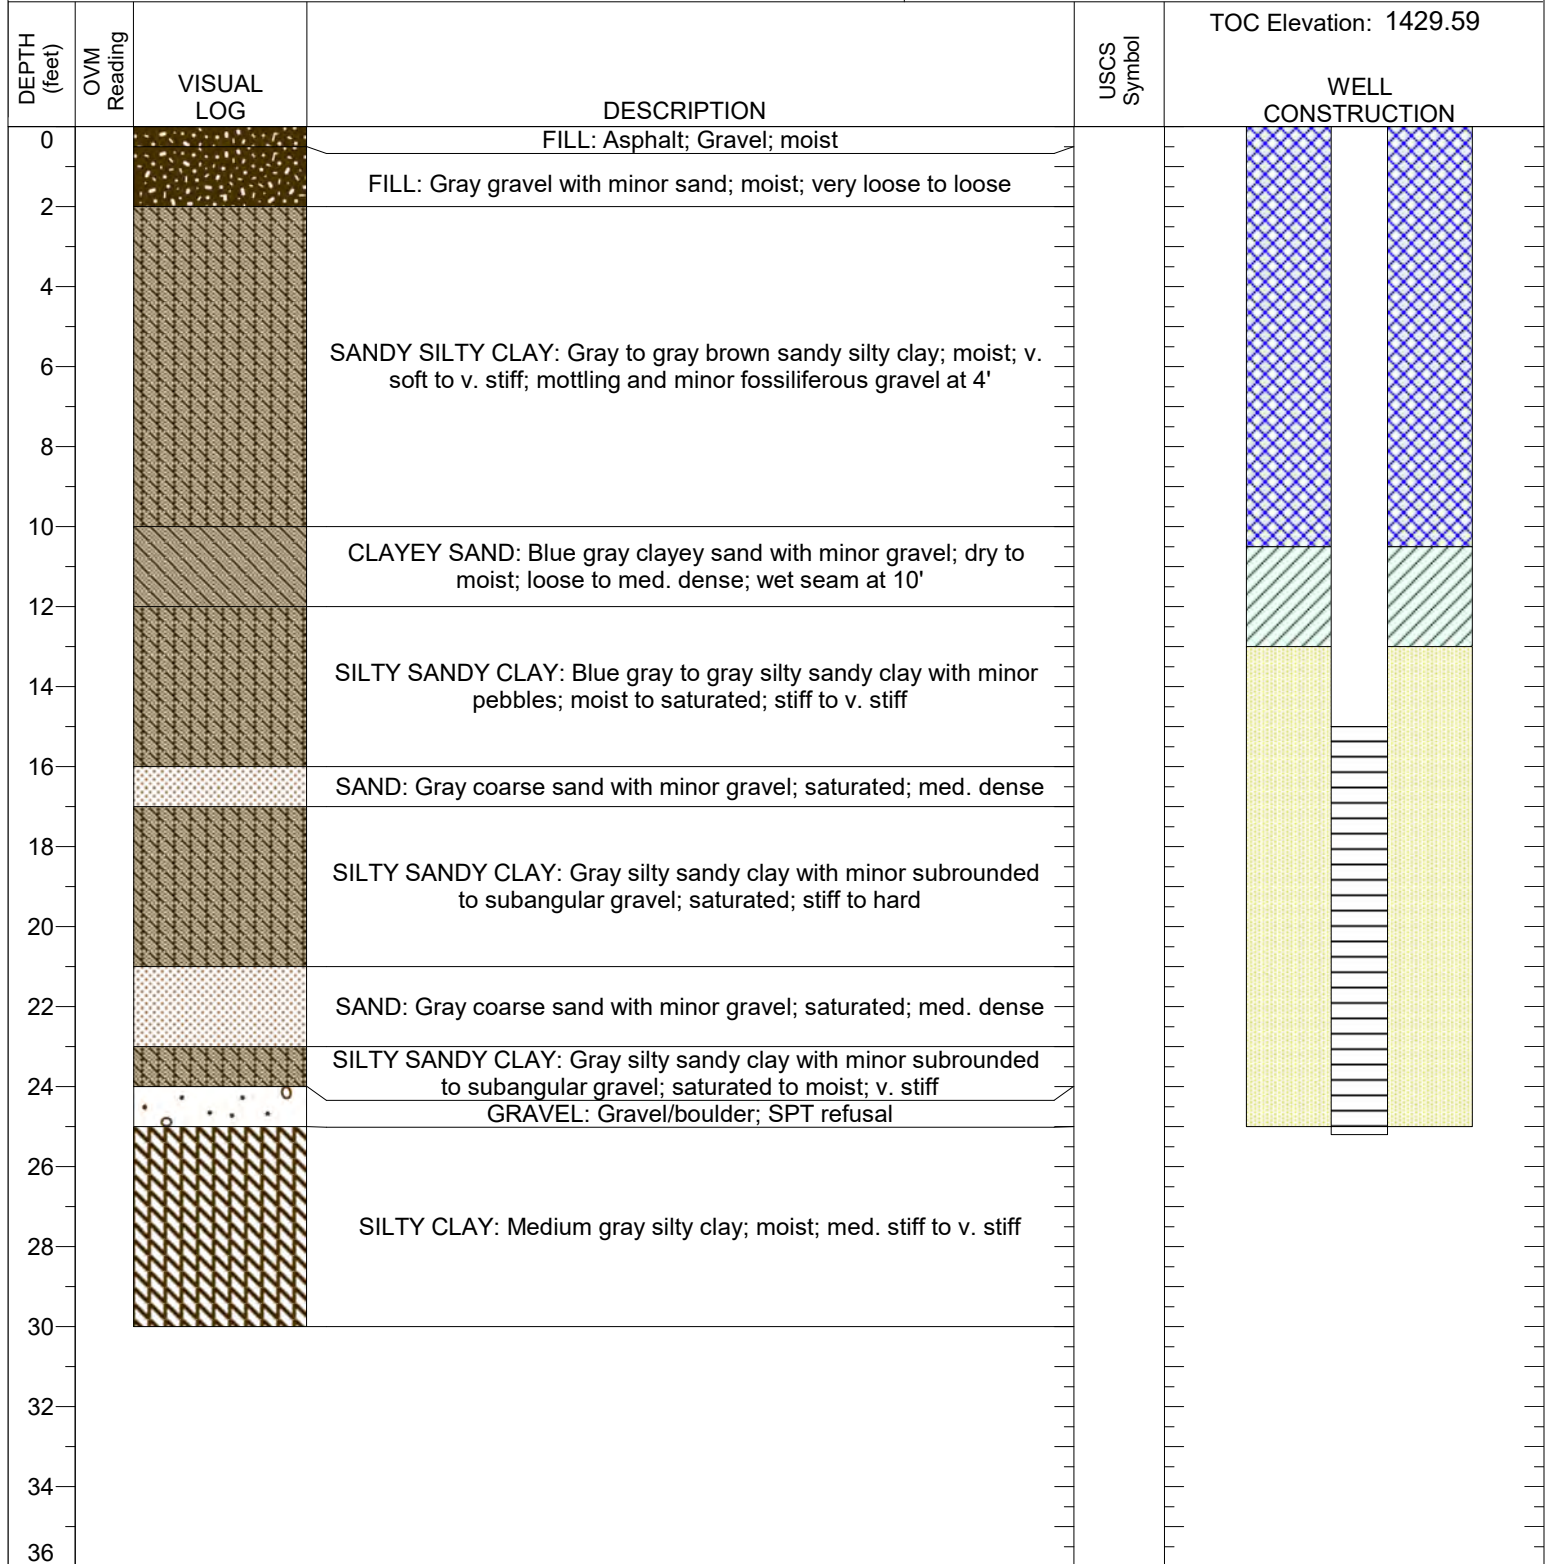 TOC Elevation: 1429.59
DEPTH
(feet)
OVM
Reading
VISUAL
LOG
DESCRIPTION
USCS
Symbol
WELL
CONSTRUCTION
0
FILL: Asphalt; Gravel; moist
FILL: Gray gravel with minor sand; moist; very loose to loose
2
4
SANDY SILTY CLAY: Gray to gray brown sandy silty clay; moist; v.
soft to v. stiff; mottling and minor fossiliferous gravel at 4'
6
8
10
CLAYEY SAND: Blue gray clayey sand with minor gravel; dry to
moist; loose to med. dense; wet seam at 10'
12
SILTY SANDY CLAY: Blue gray to gray silty sandy clay with minor
pebbles; moist to saturated; stiff to v. stiff
14
16
SAND: Gray coarse sand with minor gravel; saturated; med. dense
18
SILTY SANDY CLAY: Gray silty sandy clay with minor subrounded
to subangular gravel; saturated; stiff to hard
20
22
SAND: Gray coarse sand with minor gravel; saturated; med. dense
SILTY SANDY CLAY: Gray silty sandy clay with minor subrounded
to subangular gravel; saturated to moist; v. stiff
24
GRAVEL: Gravel/boulder; SPT refusal
26
SILTY CLAY: Medium gray silty clay; moist; med. stiff to v. stiff
28
30
32
34
36